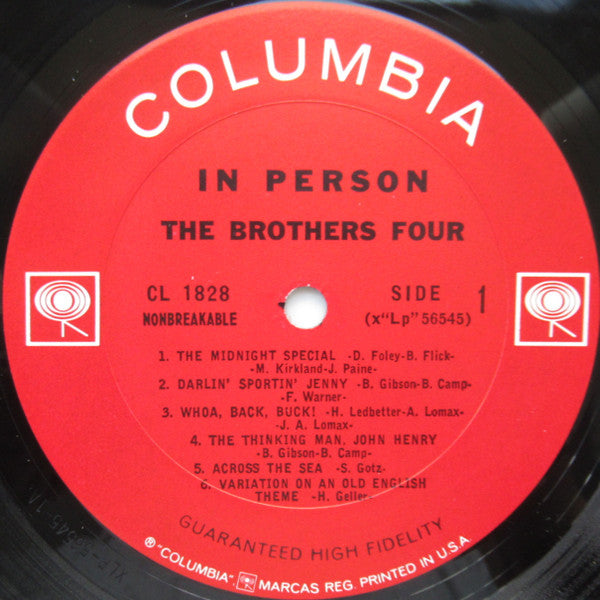 COLUMBIA
IN PERSON
THE BROTHERS FOUR
CL 1828
NONBREAKABLE
SIDE 1
(x"Lp" 56545)
1. THE MIDNIGHT SPECIAL -D. Foley-B. Flick-
-M. Kirkland-J. Paine-
2. DARLIN' SPORTIN' JENNY -B. Gibson-B. Camp-
-F. Warner-
3. WHOA, BACK, BUCK! -H. Ledbetter-A. Lomax-
-J. A. Lomax-
4. THE THINKING MAN, JOHN HENRY
-B. Gibson-B. Camp-
5. ACROSS THE SEA -S. Gotz-
6. VARIATION ON AN OLD ENGLISH
THEME -H. Geller-
GUARANTEED HIGH FIDELITY
® "COLUMBIA", MARCAS REG. PRINTED IN U.S.A.